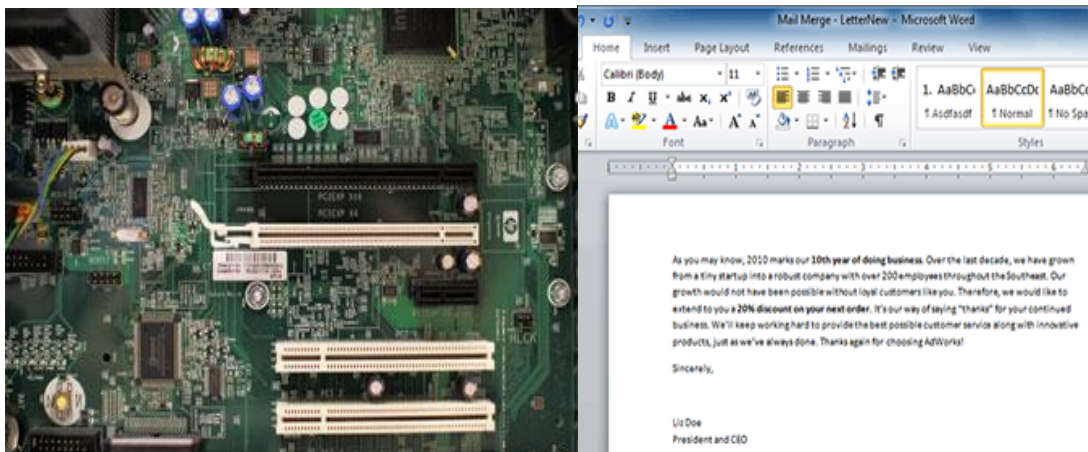 PCIEXP X16
PCIEXP X4
PCI 2
Mail Merge - LetterNew - Microsoft Word
Home Insert Page Layout References Mailings Review View
Calibri (Body) 11
1. AaBbCc AaBbCcDc AaBbCc
¶ Asdfasdf ¶ Normal ¶ No Spa
Font Paragraph Styles
As you may know, 2010 marks our 10th year of doing business. Over the last decade, we have grown
from a tiny startup into a robust company with over 200 employees throughout the Southeast. Our
growth would not have been possible without loyal customers like you. Therefore, we would like to
extend to you a 20% discount on your next order. It's our way of saying "thanks" for your continued
business. We'll keep working hard to provide the best possible customer service along with innovative
products, just as we've always done. Thanks again for choosing AdWorks!
Sincerely,
Liz Doe
President and CEO